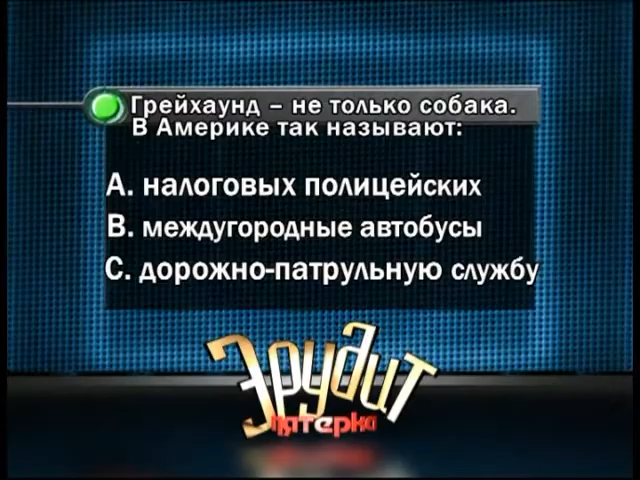 Грейхаунд – не только собака.
В Америке так называют:
А. налоговых полицейских
В. междугородные автобусы
С. дорожно-патрульную службу
Эрудит
пятерка